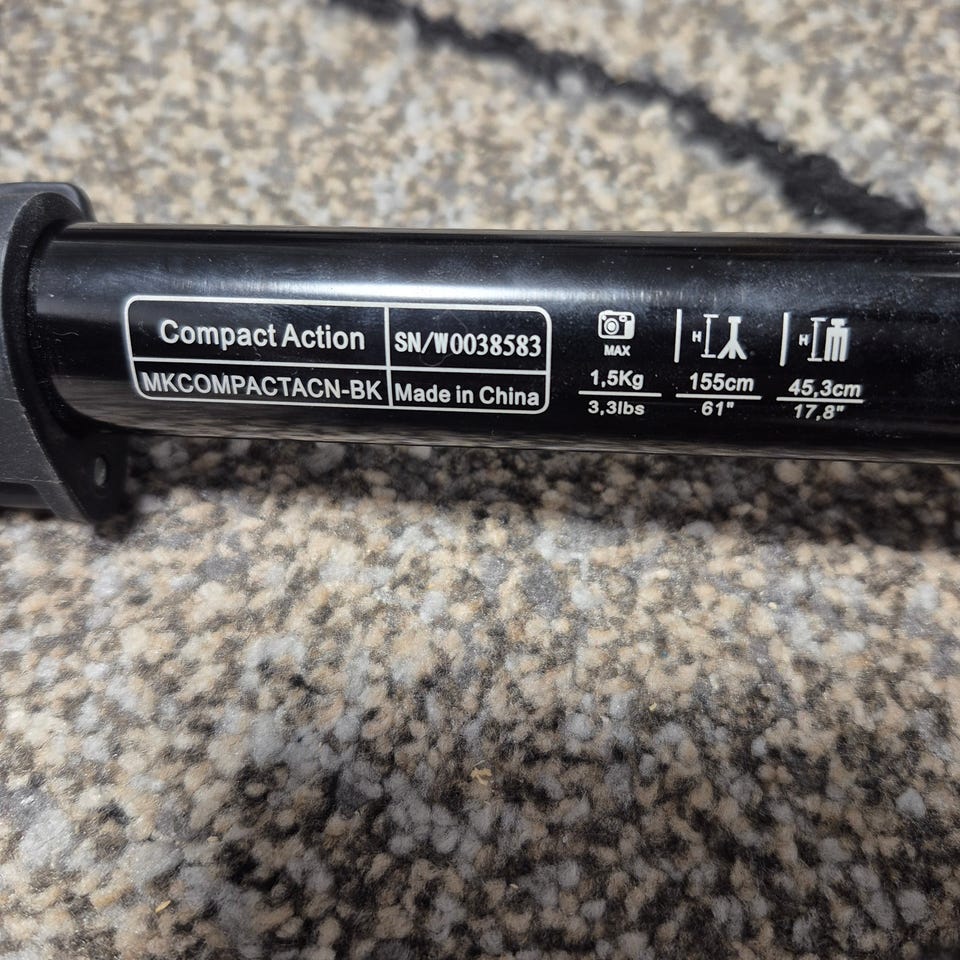 Compact Action
SN/W0038583
MKCOMPACTACN-BK
Made in China
MAX
1,5Kg
3,3lbs
H
155cm
61"
H
45,3cm
17,8"